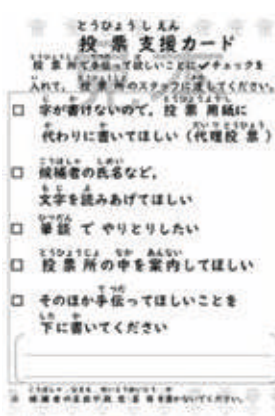 とうひょうしえん
投票支援カード
投票所で手伝って欲しいことに✓チェックを
入れて、投票所のスタッフに渡してください。
□ 字が書けないので、投票用紙に
代わりに書いてほしい（代理投票）
□ 候補者の氏名など、
文字を読みあげてほしい
□ 筆談でやりとりしたい
□ 投票所の中を案内してほしい
□ そのほか手伝ってほしいことを
下に書いてください